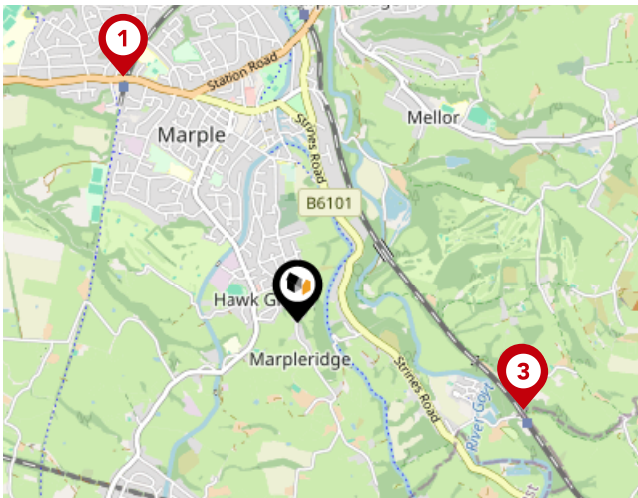 1
Station Road
Mellor
Marple
Strines Road
B6101
Hawk G
Marpleridge
3
Strines Road
River Goyt